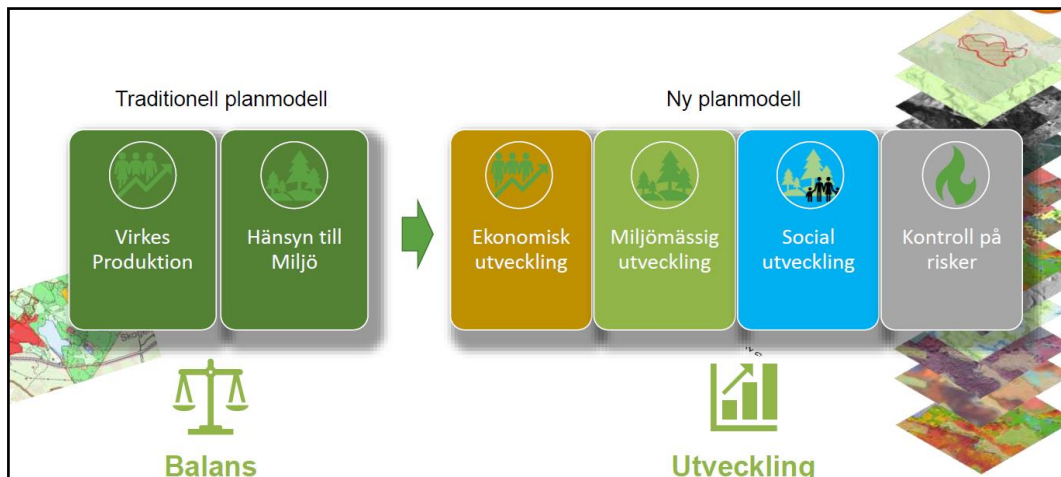 Traditionell planmodell
Ny planmodell
Virkes
Produktion
Hänsyn till
Miljö
Ekonomisk
utveckling
Miljömässig
utveckling
Social
utveckling
Kontroll på
risker
Balans
Utveckling